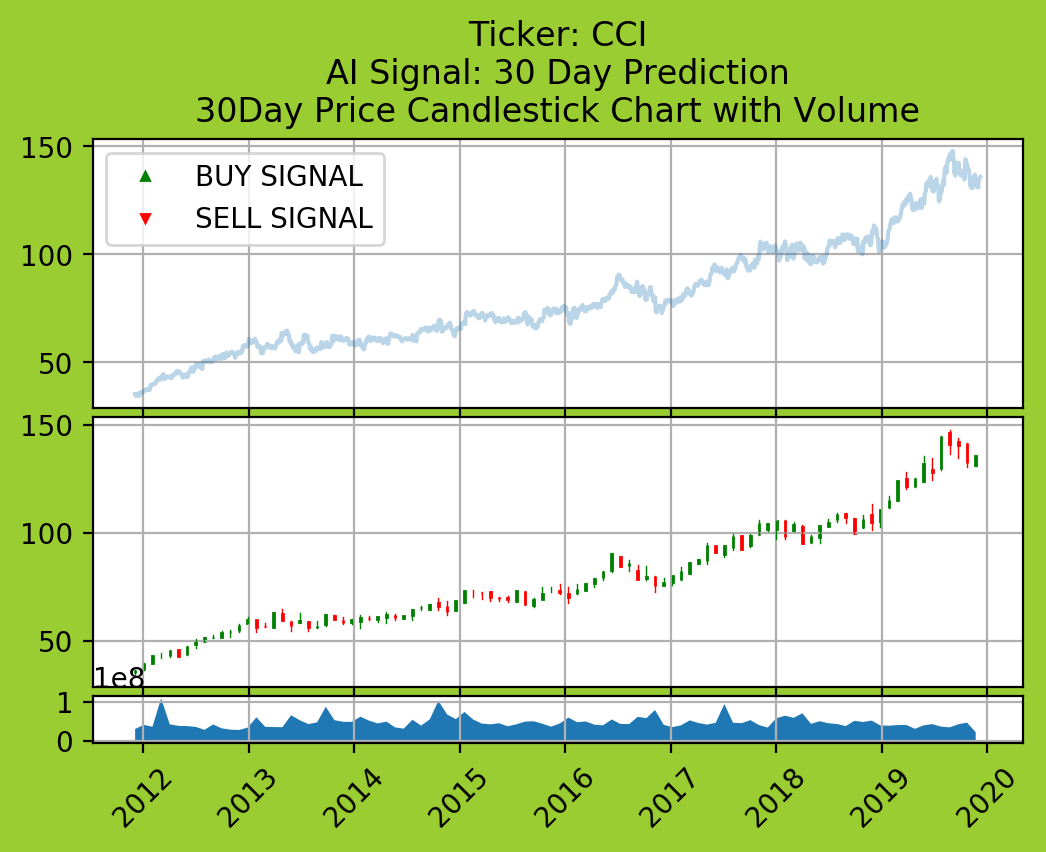 Ticker: CCI
AI Signal: 30 Day Prediction
30Day Price Candlestick Chart with Volume
150
BUY SIGNAL
SELL SIGNAL
100
50
150
100
50
1e8
1
0
2012 2013 2014 2015 2016 2017 2018 2019 2020